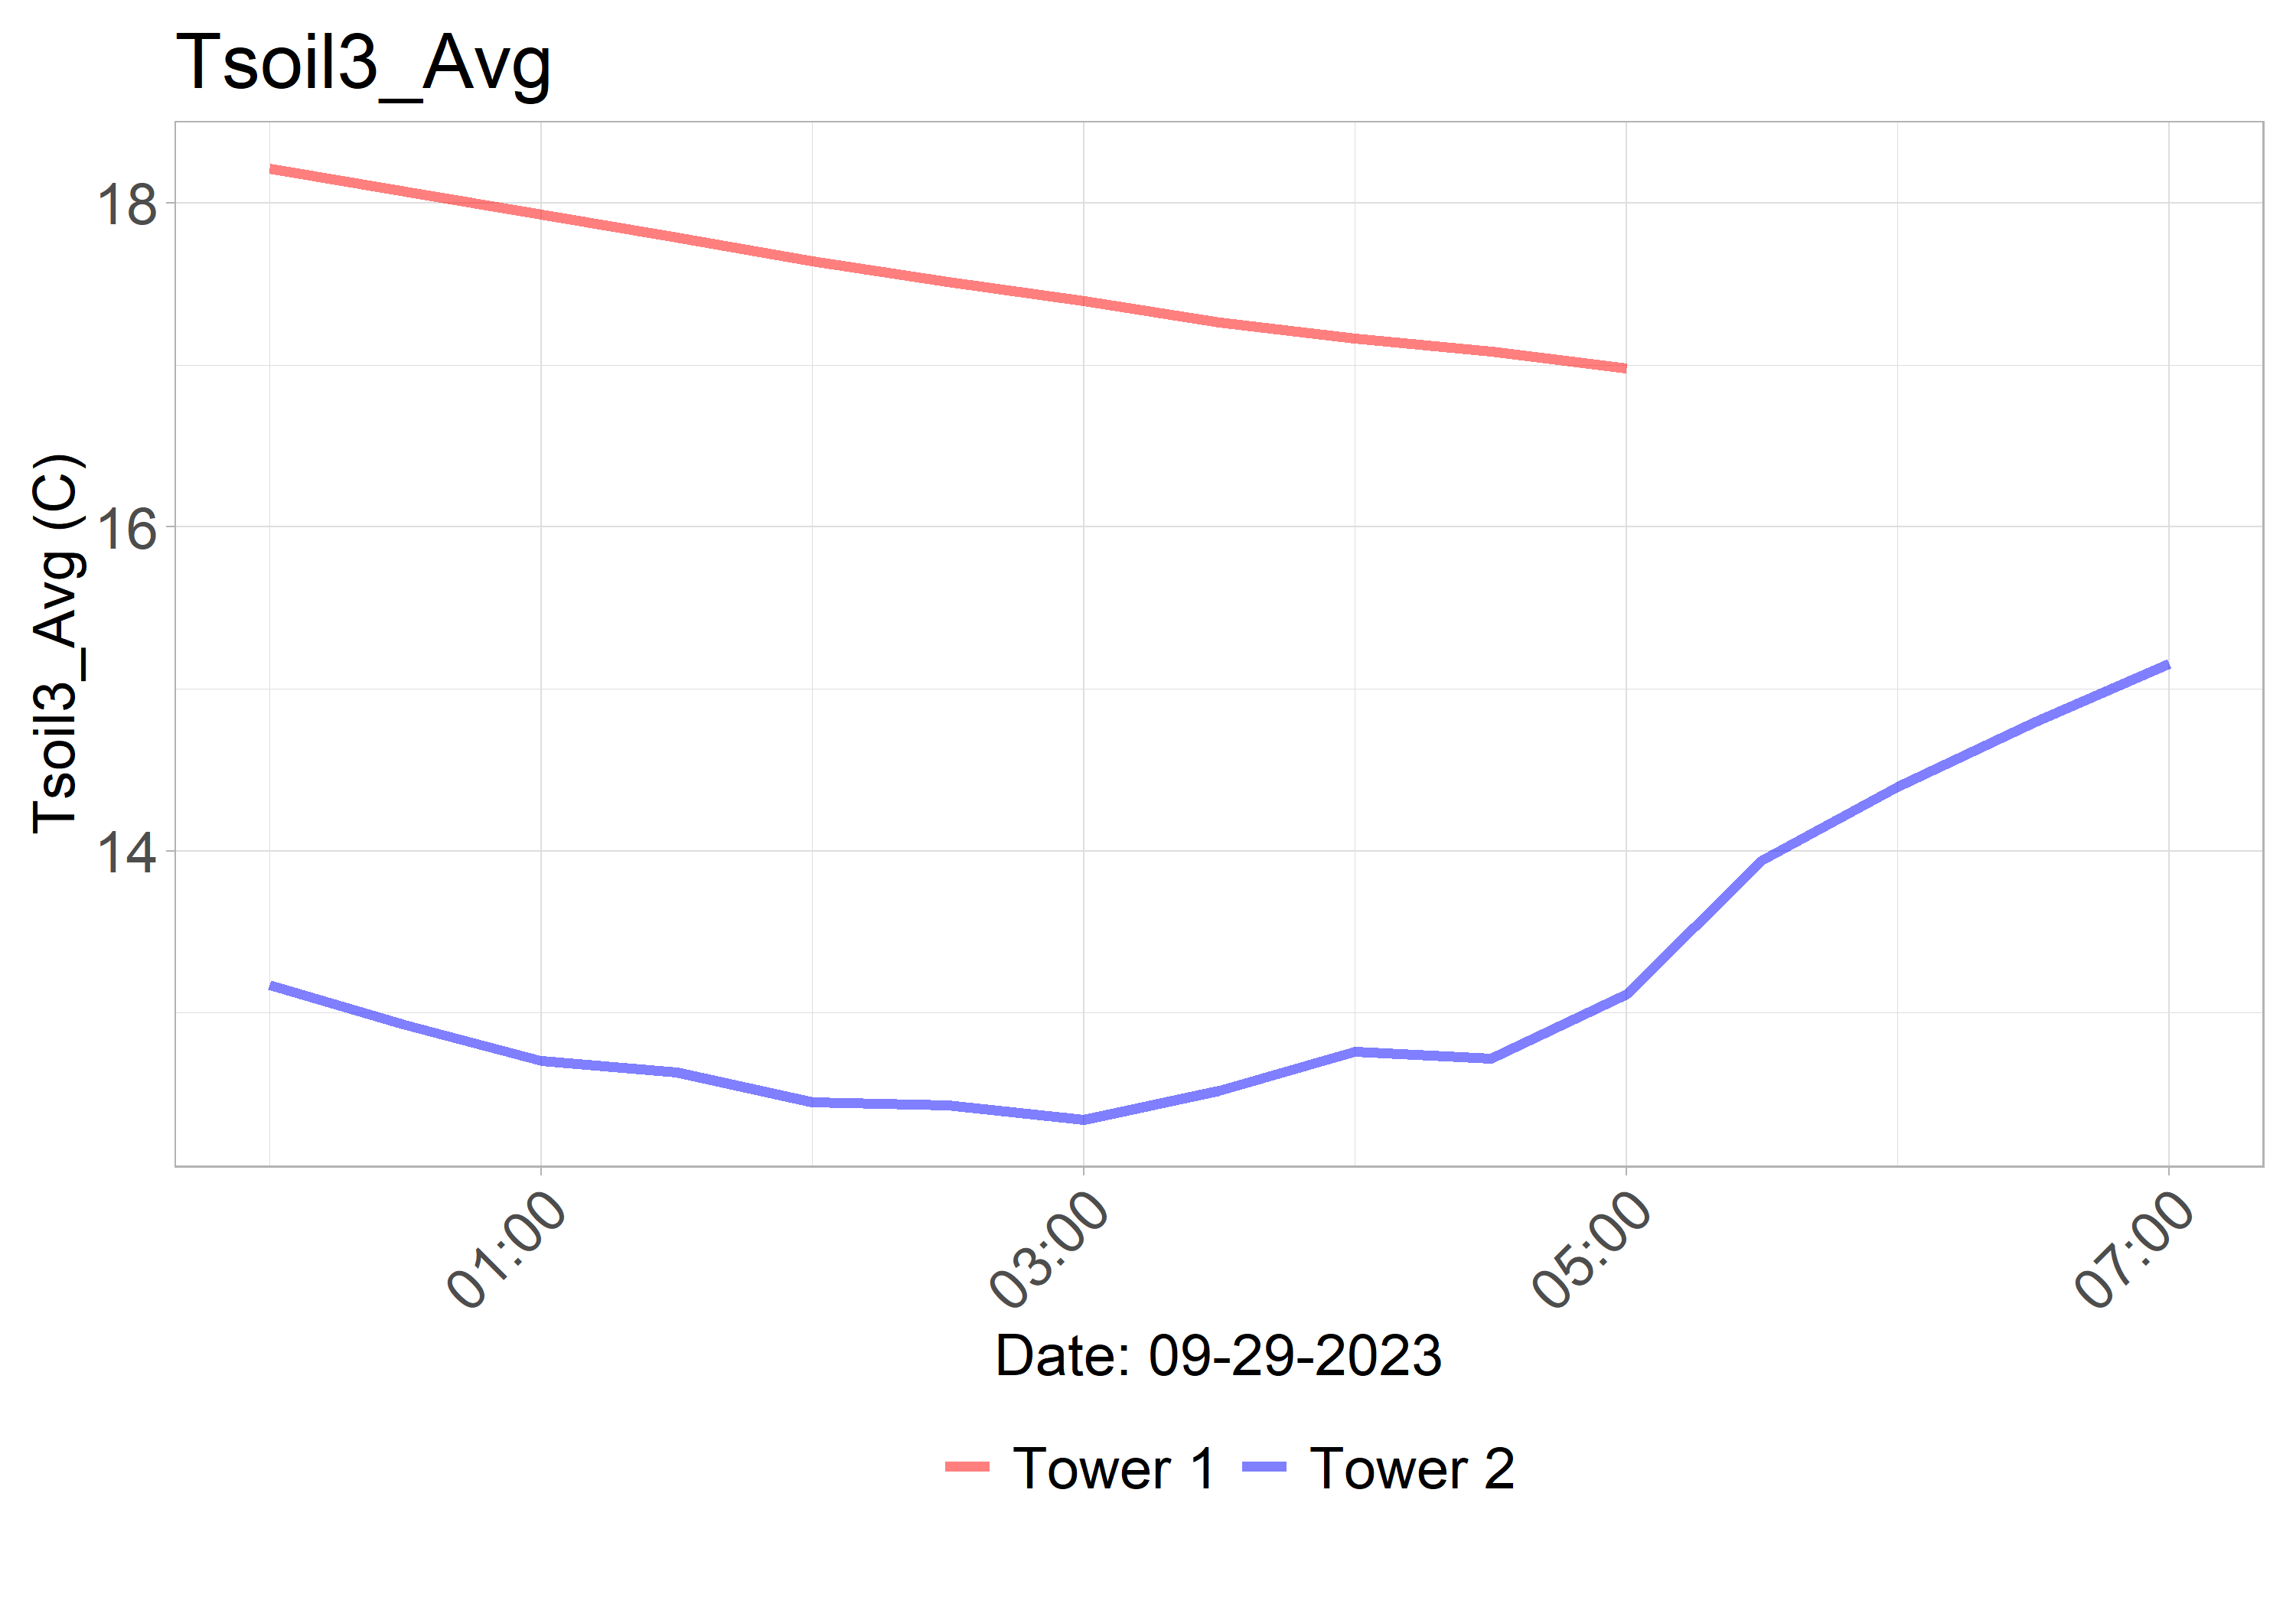 Tsoil3_Avg
Tsoil3_Avg (C)
18
16
14
01:00
03:00
05:00
07:00
Date: 09-29-2023
Tower 1
Tower 2